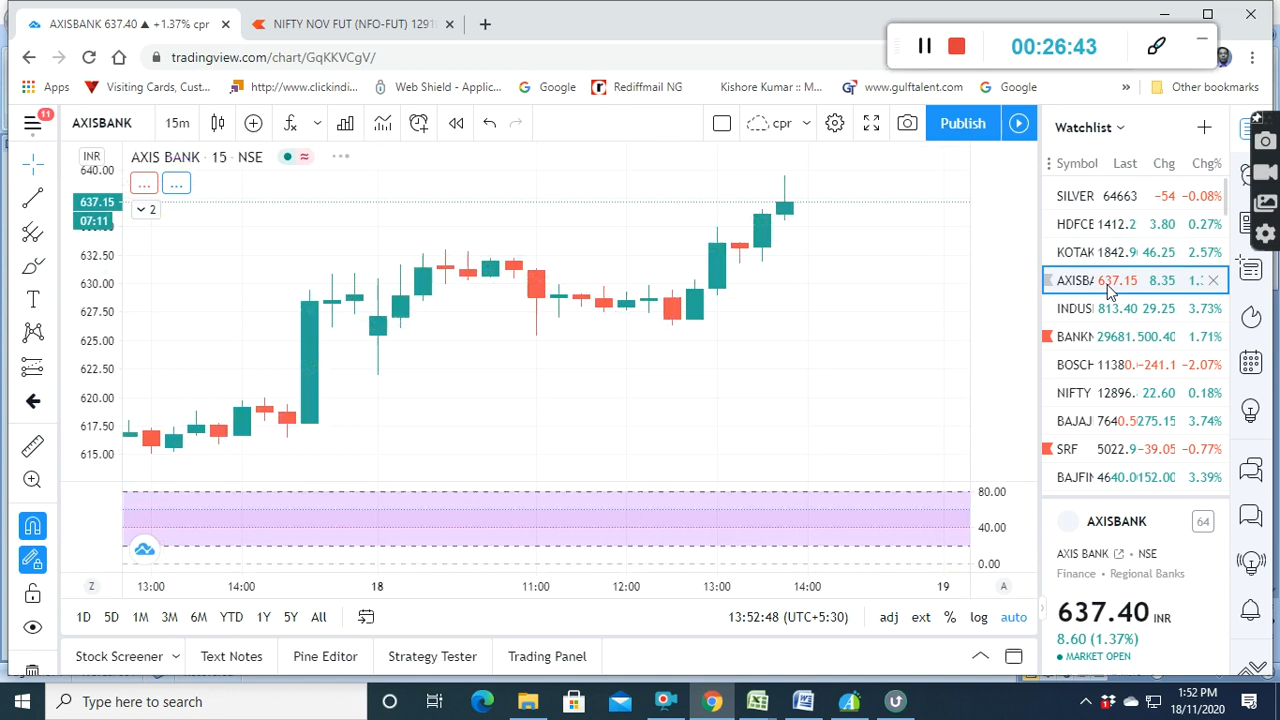 AXISBANK 637.40 ▲ +1.37% cpr
NIFTY NOV FUT (NFO-FUT) 1291
00:26:43
tradingview.com/chart/GqKKVCgV/
Apps
Visiting Cards, Cust...
http://www.clickindi...
Web Shield - Applic...
Google
Rediffmail NG
Kishore Kumar :: M...
www.gulftalent.com
Google
»
Other bookmarks
11
AXISBANK
15m
cpr
Publish
Watchlist
INR
AXIS BANK · 15 · NSE
...
...
2
640.00
637.15
07:11
632.50
630.00
627.50
625.00
622.50
620.00
617.50
615.00
80.00
40.00
0.00
Z
13:00
14:00
18
11:00
12:00
13:00
14:00
19
A
Symbol Last Chg Chg%
SILVER 64663 −54 −0.08%
HDFCE 1412.2 3.80 0.27%
KOTAK 1842.9 46.25 2.57%
AXISBA 637.15 8.35 1.
INDUS 813.40 29.25 3.73%
BANKN 29681. 500.40 1.71%
BOSCH 11380. -241.1 −2.07%
NIFTY 12896. 22.60 0.18%
BAJAJ 7640.5 275.15 3.74%
SRF 5022.9 −39.05 −0.77%
BAJFIN 4640.0 152.00 3.39%
AXISBANK
64
AXIS BANK · NSE
Finance • Regional Banks
637.40 INR
8.60 (1.37%)
MARKET OPEN
1D 5D 1M 3M 6M YTD 1Y 5Y All
13:52:48 (UTC+5:30)
adj ext % log auto
Stock Screener
Text Notes
Pine Editor
Strategy Tester
Trading Panel
Type here to search
1:52 PM
18/11/2020